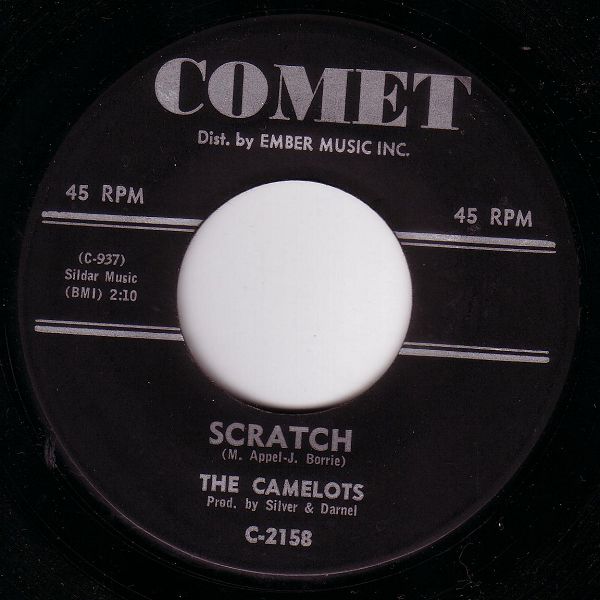 COMET
Dist. by EMBER MUSIC INC.
45 RPM
45 RPM
(C-937)
Sildar Music
(BMI) 2:10
SCRATCH
(M. Appel-J. Borrie)
THE CAMELOTS
Prod. by Silver & Darnel
C-2158